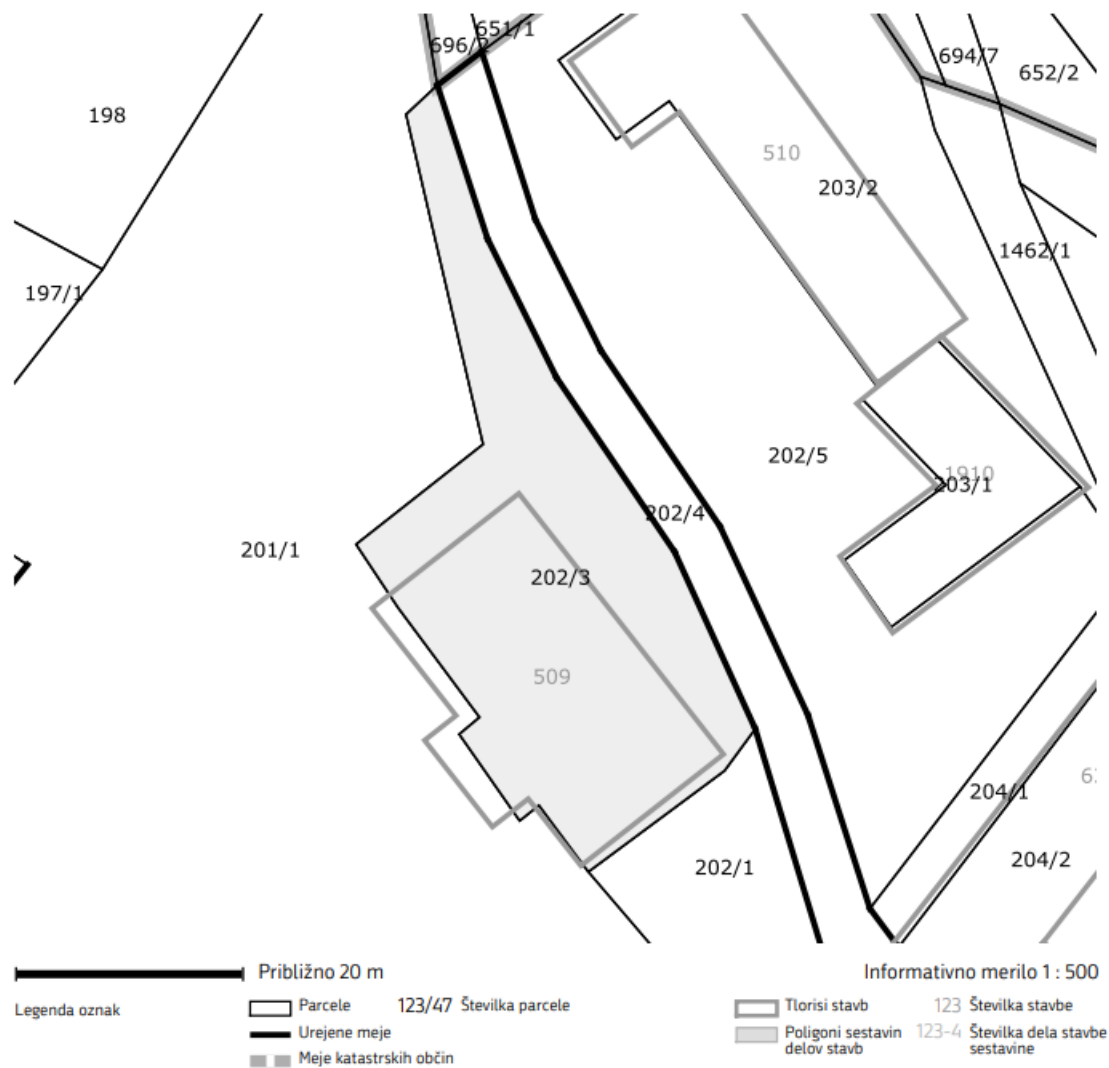 651/1
696/2
694/7
652/2
198
510
203/2
1462/1
197/1
202/5
1910
203/1
202/4
201/1
202/3
509
204/1
204/2
202/1
Približno 20 m
Informativno merilo 1 : 500
Legenda oznak
Parcele
123/47 Številka parcele
Urejene meje
Meje katastrskih občin
Tlorisi stavb
Poligoni sestavin
delov stavb
123 Številka stavbe
123-4 Številka dela stavbe
sestavine